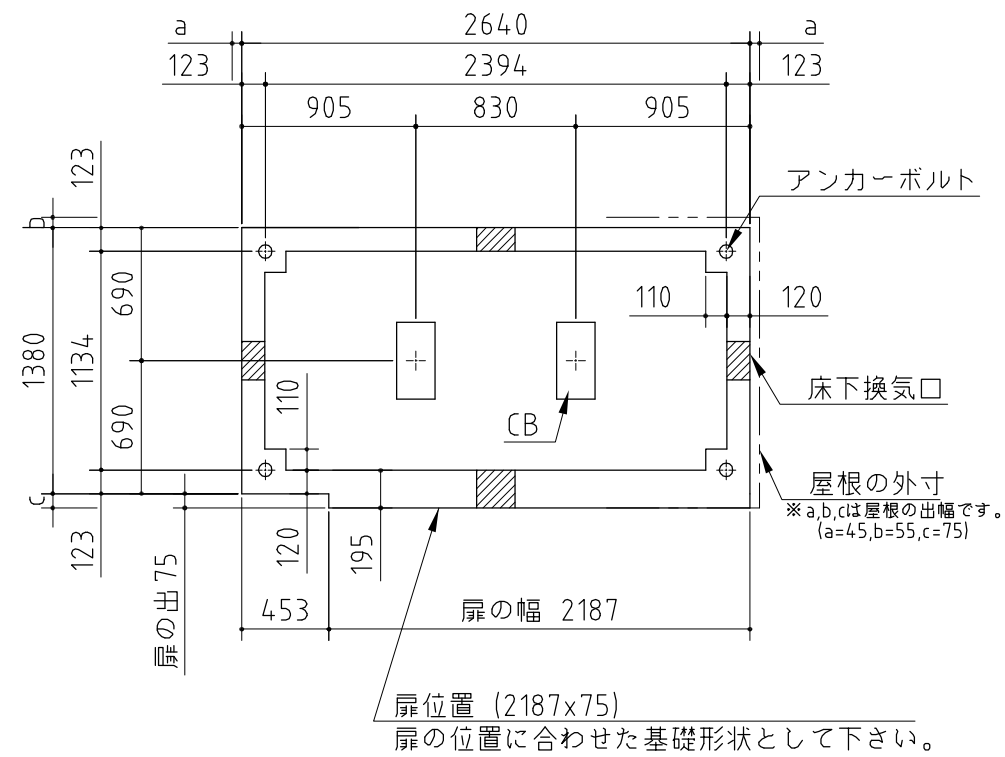 a 2640 a
123 2394 123
905 830 905
123
アンカーボルト
b
690
110 120
1380
1134
110
床下換気口
690
CB
屋根の外寸
※a,b,cは屋根の出幅です。
(a=45,b=55,c=75)
c
123
120
195
扉の出 75
453 扉の幅 2187
扉位置 (2187x75)
扉の位置に合わせた基礎形状として下さい。